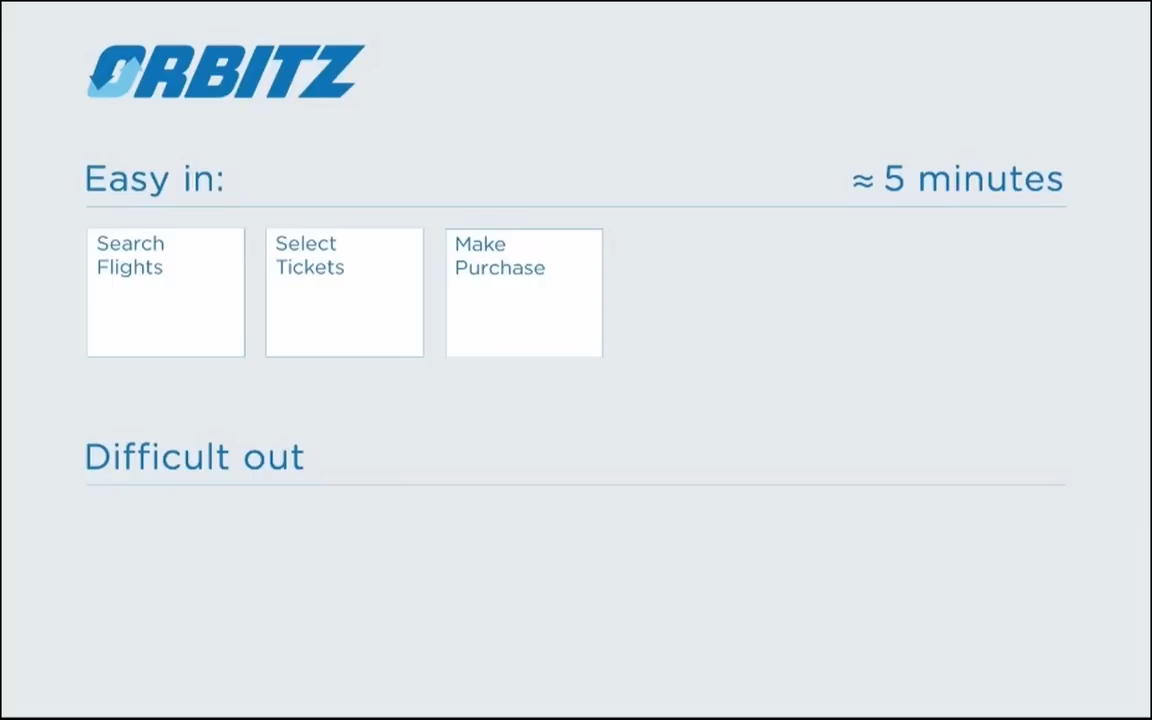 ORBITZ
Easy in:
≈ 5 minutes
Search
Flights
Select
Tickets
Make
Purchase
Difficult out